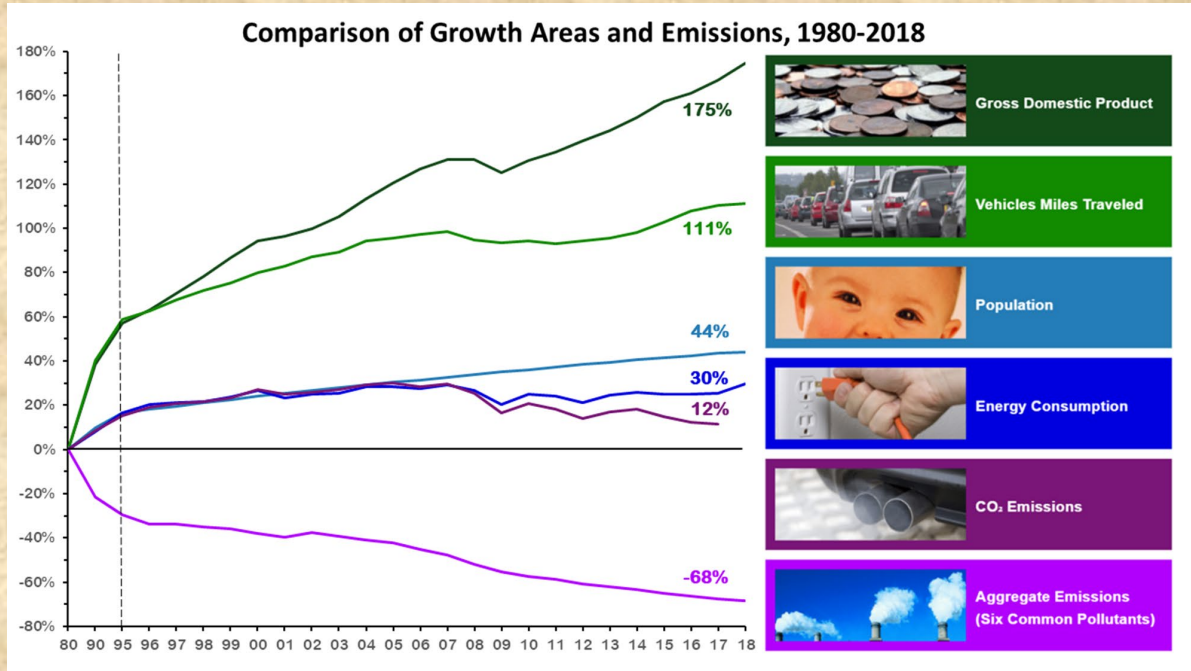 Comparison of Growth Areas and Emissions, 1980-2018
180%
160%
140%
120%
100%
80%
60%
40%
20%
0%
-20%
-40%
-60%
-80%
175%
111%
44%
30%
12%
-68%
80 90 95 96 97 98 99 00 01 02 03 04 05 06 07 08 09 10 11 12 13 14 15 16 17 18
Gross Domestic Product
Vehicles Miles Traveled
Population
Energy Consumption
CO₂ Emissions
Aggregate Emissions
(Six Common Pollutants)